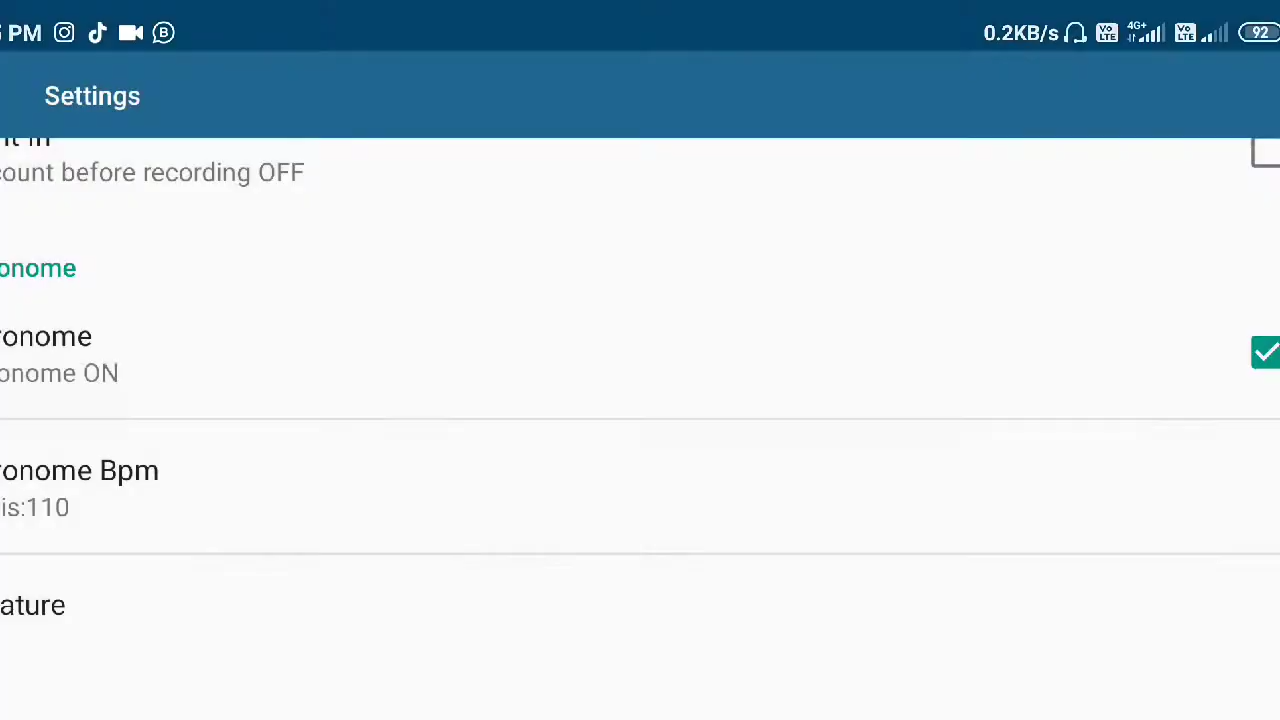 PM
0.2KB/s 4G+ 92
Settings
count before recording OFF
onome
ronome
onome ON
ronome Bpm
is:110
ature